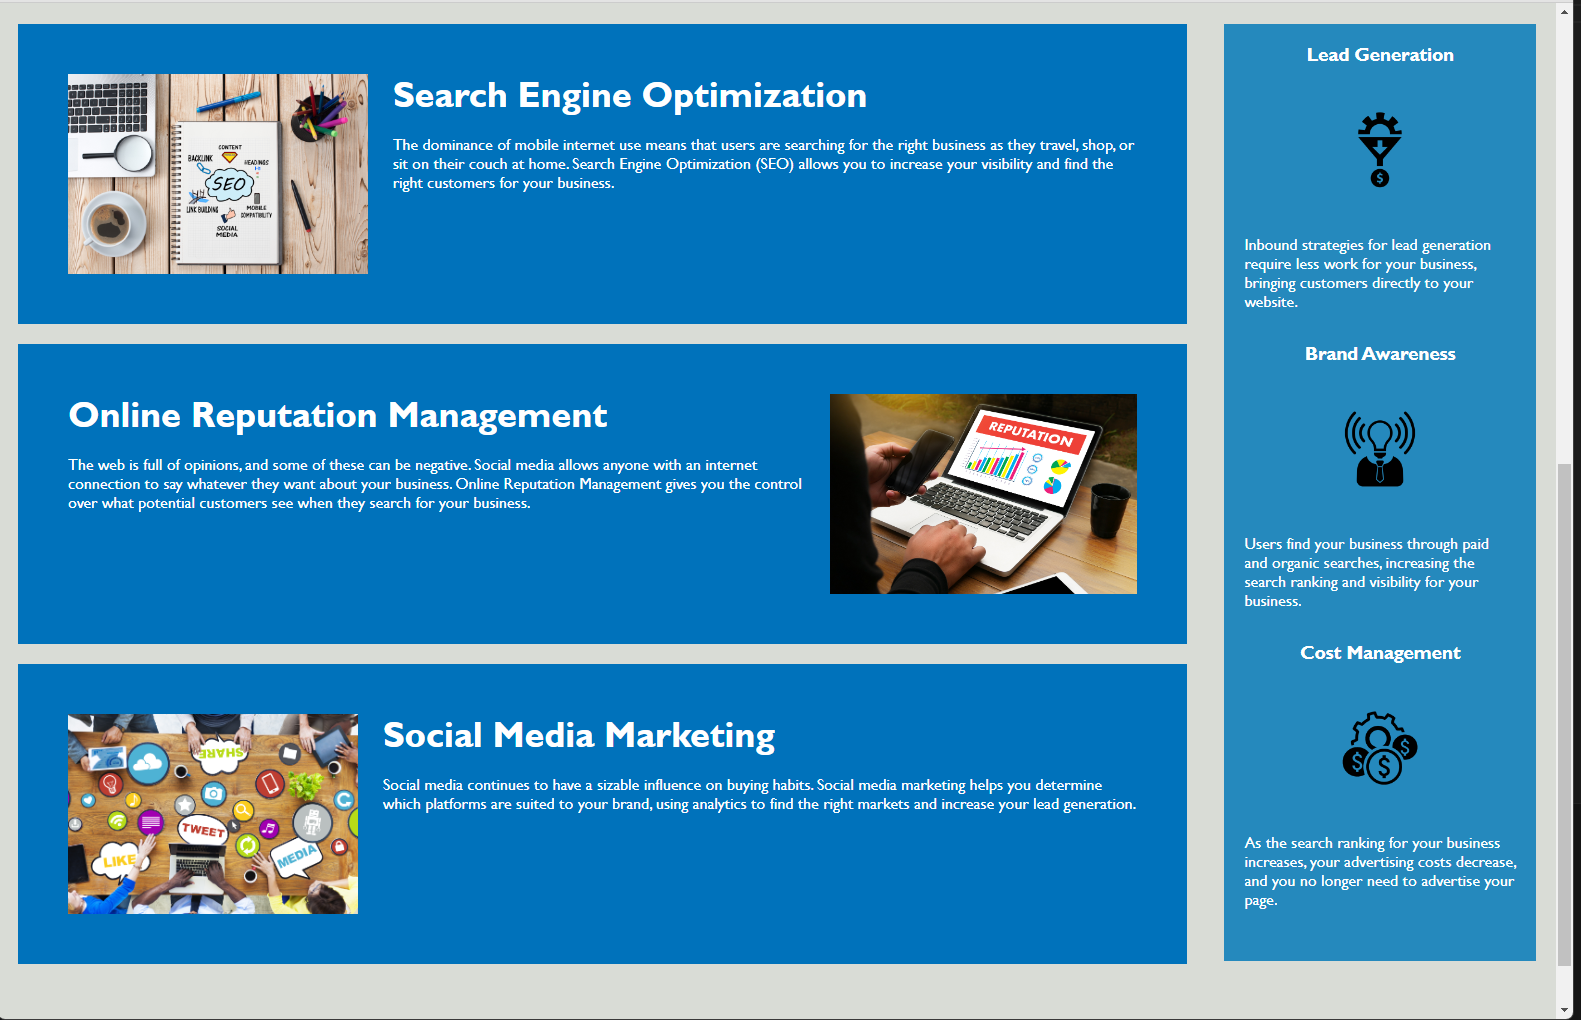 Search Engine Optimization
The dominance of mobile internet use means that users are searching for the right business as they travel, shop, or
sit on their couch at home. Search Engine Optimization (SEO) allows you to increase your visibility and find the
right customers for your business.
CONTENT
BACKLINK
HEADINGS
SEO
LINK BUILDING
MOBILE
COMPATIBILITY
SOCIAL
MEDIA
Online Reputation Management
The web is full of opinions, and some of these can be negative. Social media allows anyone with an internet
connection to say whatever they want about your business. Online Reputation Management gives you the control
over what potential customers see when they search for your business.
REPUTATION
Social Media Marketing
Social media continues to have a sizable influence on buying habits. Social media marketing helps you determine
which platforms are suited to your brand, using analytics to find the right markets and increase your lead generation.
SHARE
TWEET
LIKE
MEDIA
Lead Generation
$
Inbound strategies for lead generation
require less work for your business,
bringing customers directly to your
website.
Brand Awareness
Users find your business through paid
and organic searches, increasing the
search ranking and visibility for your
business.
Cost Management
$
$
$
As the search ranking for your business
increases, your advertising costs decrease,
and you no longer need to advertise your
page.